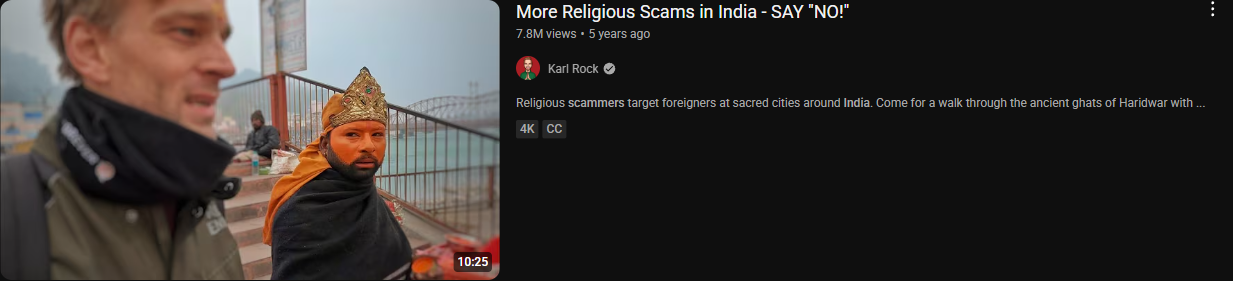 More Religious Scams in India - SAY "NO!"
7.8M views • 5 years ago
Karl Rock
Religious scammers target foreigners at sacred cities around India. Come for a walk through the ancient ghats of Haridwar with ...
4K CC
10:25